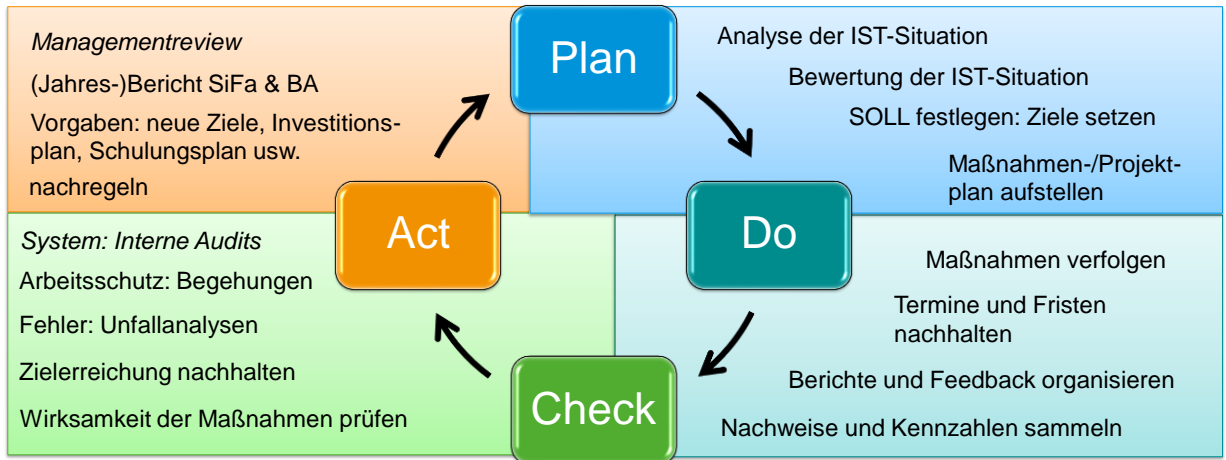 Plan
Analyse der IST-Situation
Bewertung der IST-Situation
SOLL festlegen: Ziele setzen
Maßnahmen-/Projekt-
plan aufstellen
Do
Maßnahmen verfolgen
Termine und Fristen
nachhalten
Berichte und Feedback organisieren
Nachweise und Kennzahlen sammeln
Check
System: Interne Audits
Arbeitsschutz: Begehungen
Fehler: Unfallanalysen
Zielerreichung nachhalten
Wirksamkeit der Maßnahmen prüfen
Act
Managementreview
(Jahres-)Bericht SiFa & BA
Vorgaben: neue Ziele, Investitions-
plan, Schulungsplan usw.
nachregeln